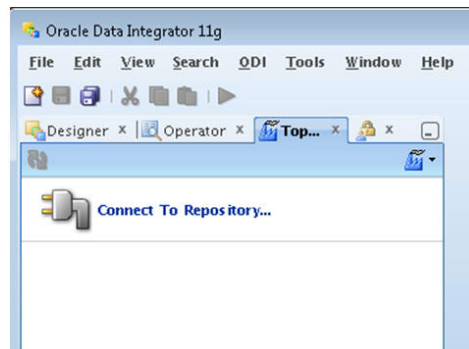 Oracle Data Integrator 11g
File Edit View Search ODI Tools Window Help
Designer x Operator x Top... x x
Connect To Repository...